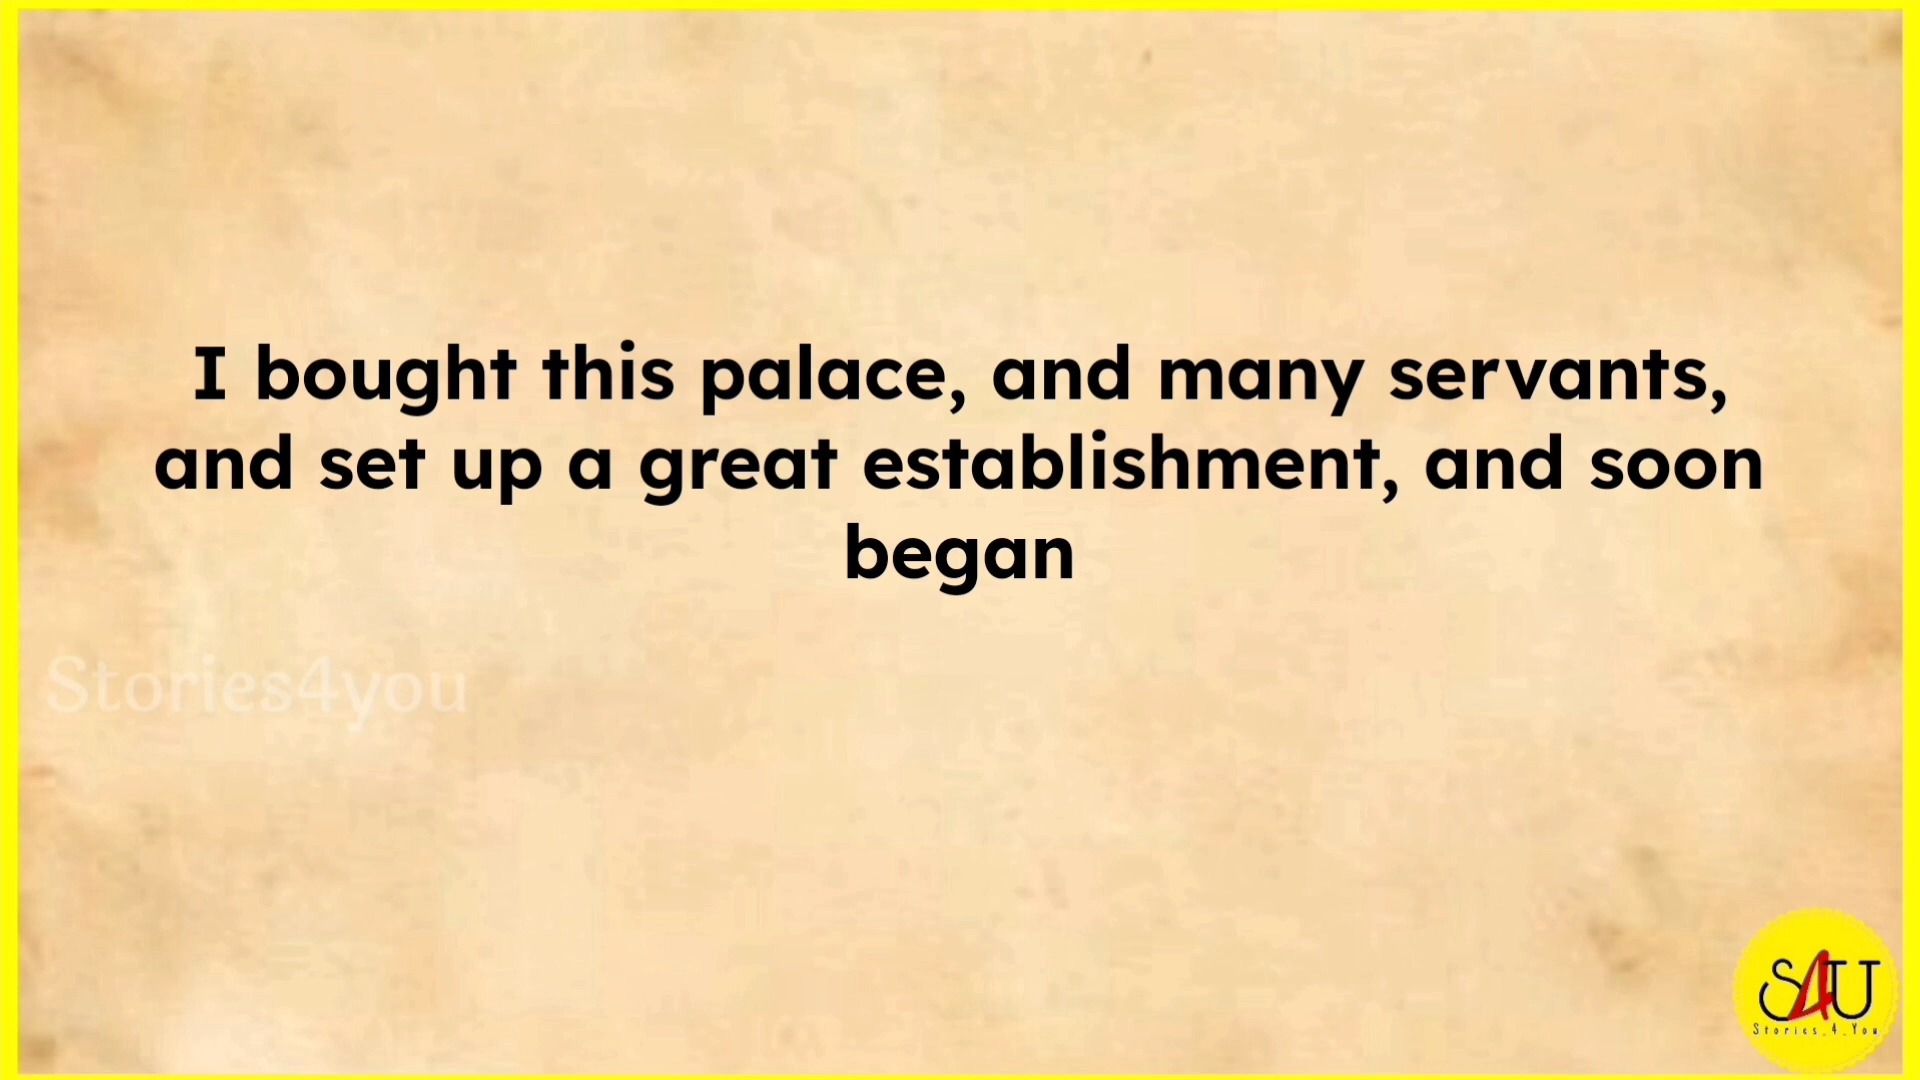 I bought this palace, and many servants,
and set up a great establishment, and soon
began
Stories4you
S4U
Stories_4_You